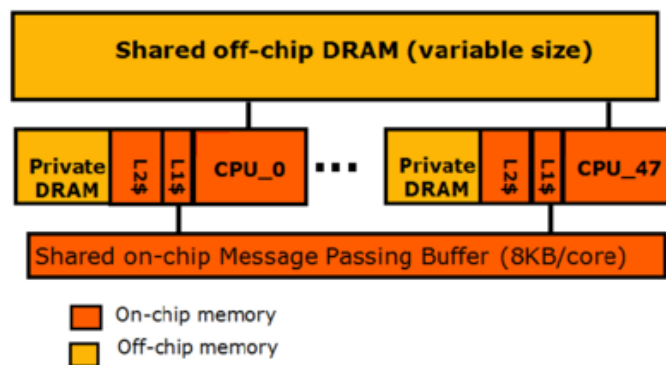 Shared off-chip DRAM (variable size)
Private DRAM L2$ L1$ CPU_0 ... Private DRAM L2$ L1$ CPU_47
Shared on-chip Message Passing Buffer (8KB/core)
On-chip memory
Off-chip memory